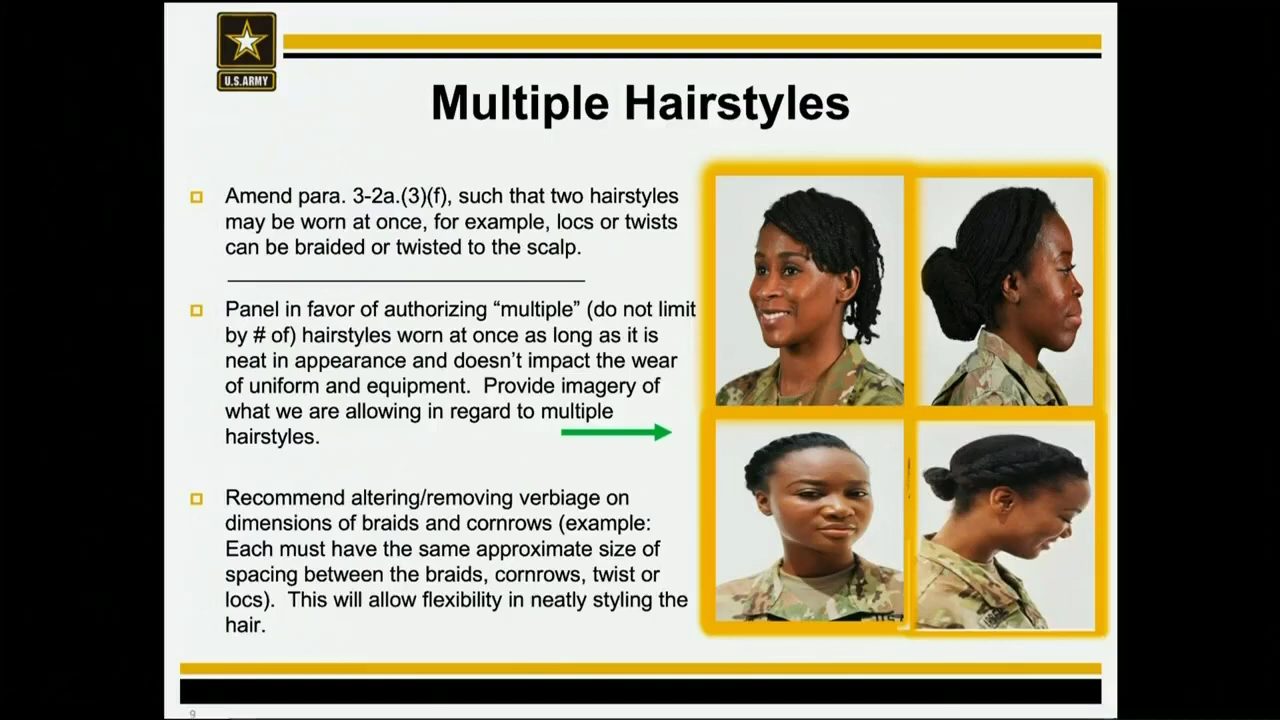 U.S.ARMY
Multiple Hairstyles
Amend para. 3-2a.(3)(f), such that two hairstyles
may be worn at once, for example, locs or twists
can be braided or twisted to the scalp.
Panel in favor of authorizing “multiple” (do not limit
by # of) hairstyles worn at once as long as it is
neat in appearance and doesn’t impact the wear
of uniform and equipment.  Provide imagery of
what we are allowing in regard to multiple
hairstyles.
Recommend altering/removing verbiage on
dimensions of braids and cornrows (example:
Each must have the same approximate size of
spacing between the braids, cornrows, twist or
locs).  This will allow flexibility in neatly styling the
hair.
9